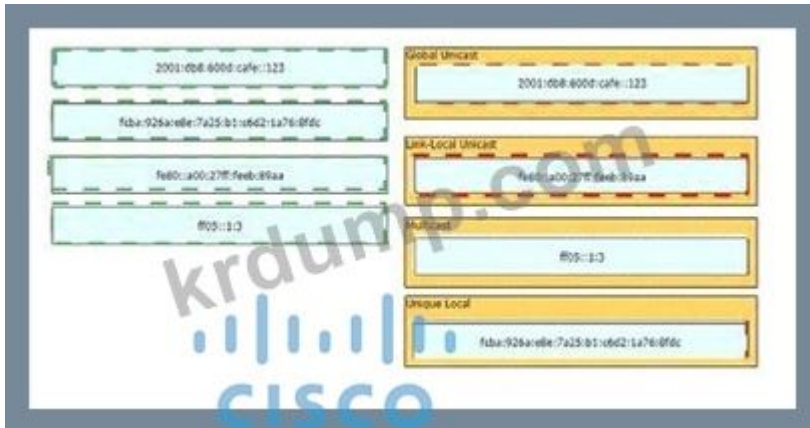 2001:db8:600d:cafe::123
fcba:926a:e8e:7a25:b1:c6d2:1a76:8fdc
fe80::a00:27ff:feeb:89aa
ff05::1:3
Global Unicast
2001:db8:600d:cafe::123
Link-Local Unicast
fe80::a00:27ff:feeb:89aa
Multicast
ff05::1:3
Unique Local
fcba:926a:e8e:7a25:b1:c6d2:1a76:8fdc
krdump.com
CISCO